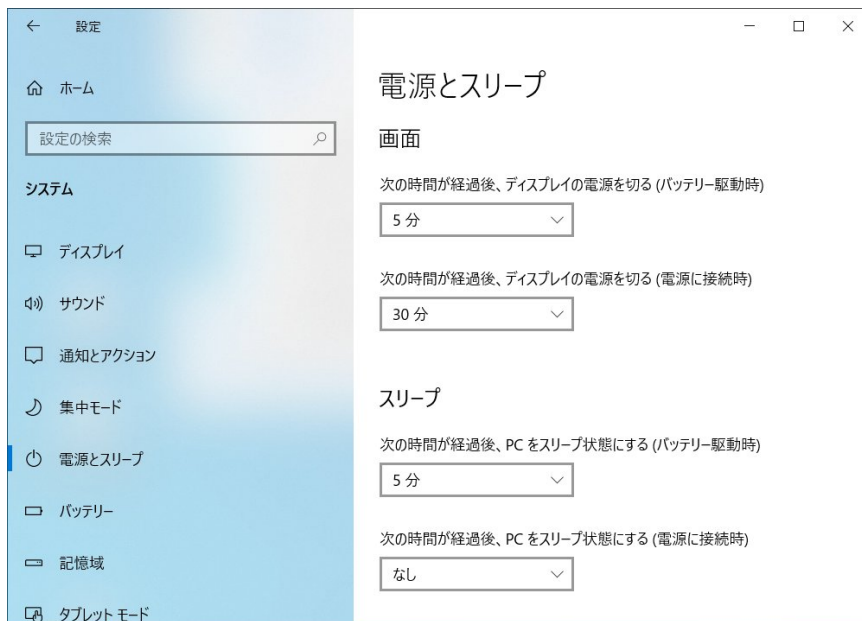 設定
ホーム
設定の検索
システム
ディスプレイ
サウンド
通知とアクション
集中モード
電源とスリープ
バッテリー
記憶域
タブレット モード
電源とスリープ
画面
次の時間が経過後、ディスプレイの電源を切る (バッテリー駆動時)
5 分
次の時間が経過後、ディスプレイの電源を切る (電源に接続時)
30 分
スリープ
次の時間が経過後、PC をスリープ状態にする (バッテリー駆動時)
5 分
次の時間が経過後、PC をスリープ状態にする (電源に接続時)
なし